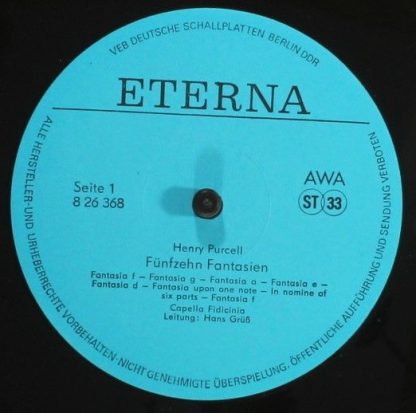 VEB DEUTSCHE SCHALLPLATTEN BERLIN DDR
ETERNA
Seite 1
8 26 368
AWA
ST 33
Henry Purcell
Fünfzehn Fantasien
Fantasia f – Fantasia g – Fantasia a – Fantasia e –
Fantasia d – Fantasia upon one note – In nomine of
six parts – Fantasia f
Capella Fidicinia
Leitung: Hans Grüß
ALLE HERSTELLER-UND URHEBERRECHTE VORBEHALTEN-NICHT GENEHMIGTE ÜBERSPIELUNG, ÖFFENTLICHE AUFFÜHRUNG UND SENDUNG VERBOTEN